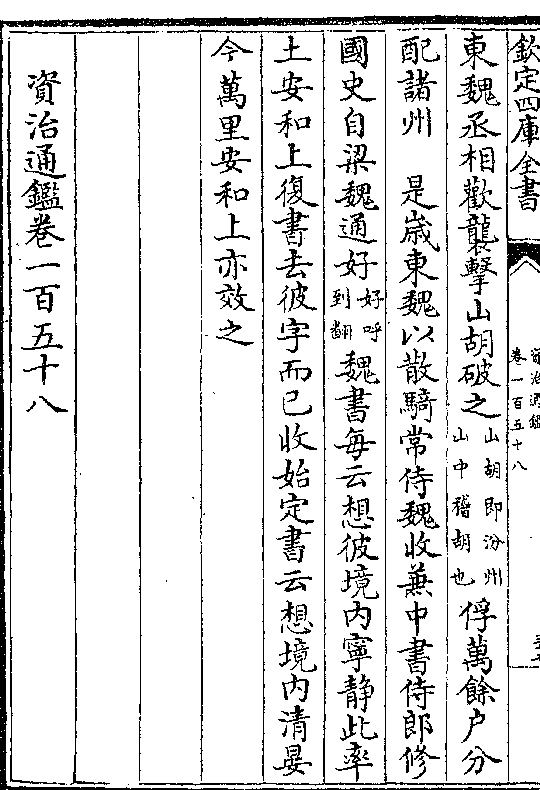 欽定四庫全書
資治通鑑
卷一百五十八
東魏丞相歡襲擊山胡破之山胡即汾州
山中稽胡也俘萬餘户分
配諸州　是歲東魏以散騎常侍魏收兼中書侍郎修
國史自梁魏通好好呼
到翻魏書每云想彼境内寧静此率
土安和上復書去彼字而已收始定書云想境内清晏
今萬里安和上亦效之
資治通鑑卷一百五十八